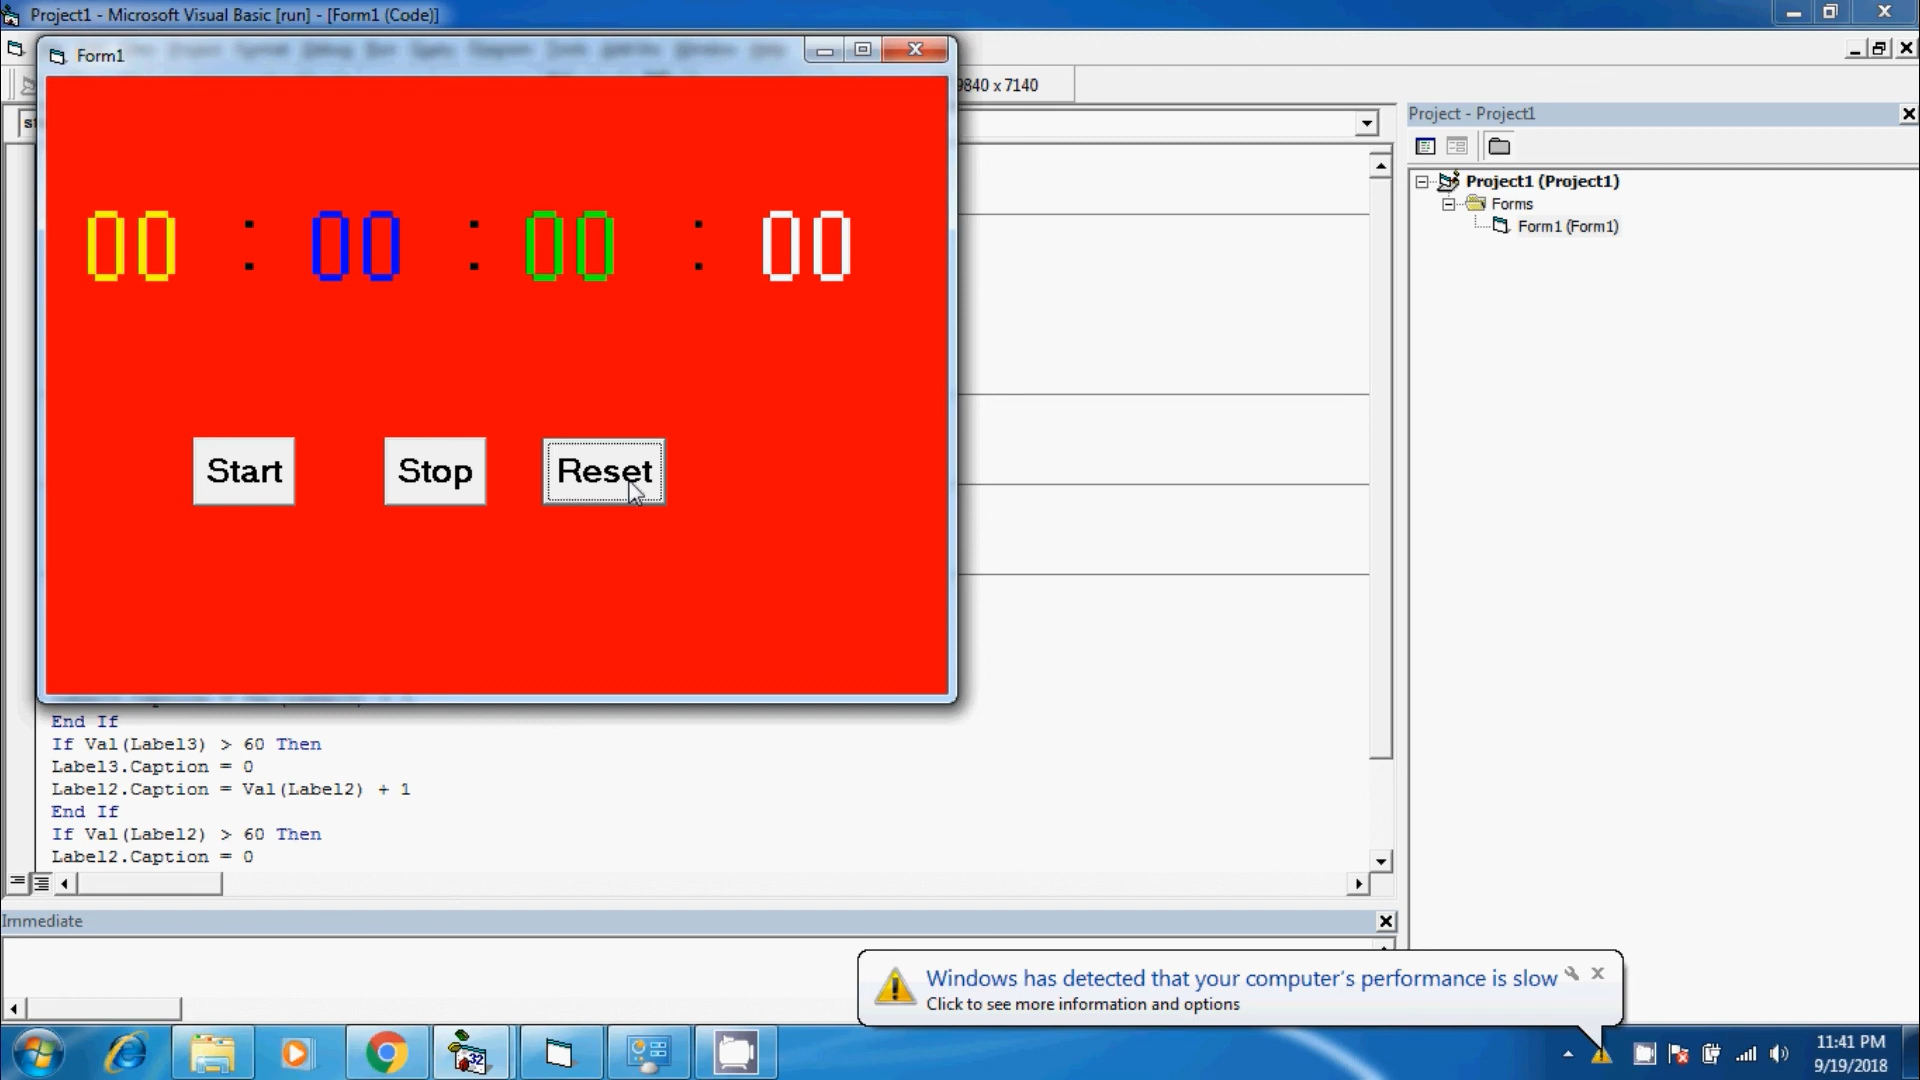 Project1 - Microsoft Visual Basic [run] - [Form1 (Code)]
Form1
9840 x 7140
Project - Project1
Project1 (Project1)
Forms
Form1 (Form1)
00 : 00 : 00 : 00
Start Stop Reset
End If
If Val(Label3) > 60 Then
Label3.Caption = 0
Label2.Caption = Val(Label2) + 1
End If
If Val(Label2) > 60 Then
Label2.Caption = 0
Immediate
Windows has detected that your computer's performance is slow
Click to see more information and options
32
11:41 PM
9/19/2018